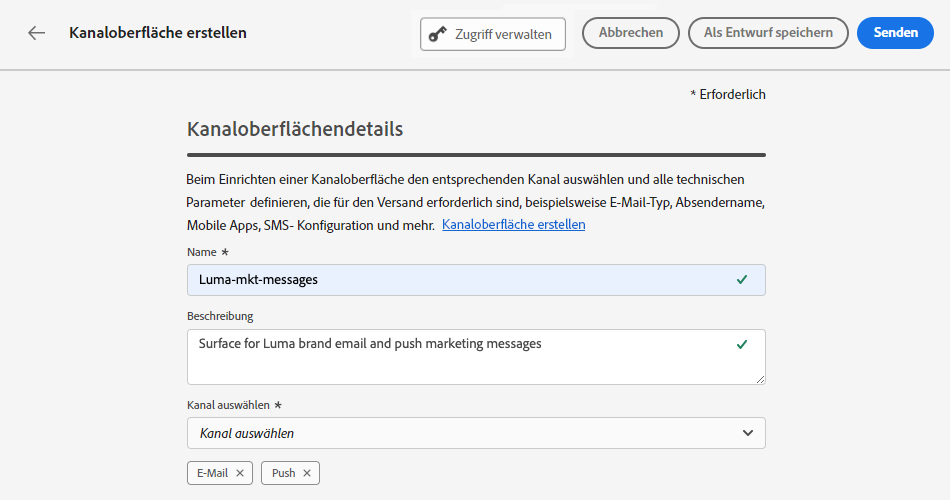 Kanaloberfläche erstellen
Zugriff verwalten
Abbrechen
Als Entwurf speichern
Senden
* Erforderlich
Kanaloberflächendetails
Beim Einrichten einer Kanaloberfläche den entsprechenden Kanal auswählen und alle technischen
Parameter definieren, die für den Versand erforderlich sind, beispielsweise E-Mail-Typ, Absendername,
Mobile Apps, SMS- Konfiguration und mehr. Kanaloberfläche erstellen
Name *
Luma-mkt-messages
Beschreibung
Surface for Luma brand email and push marketing messages
Kanal auswählen *
Kanal auswählen
E-Mail ×
Push ×